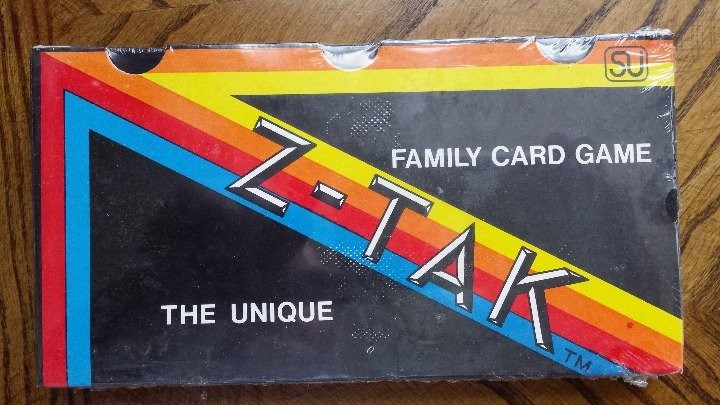 SU
FAMILY CARD GAME
Z-TAK
TM
THE UNIQUE